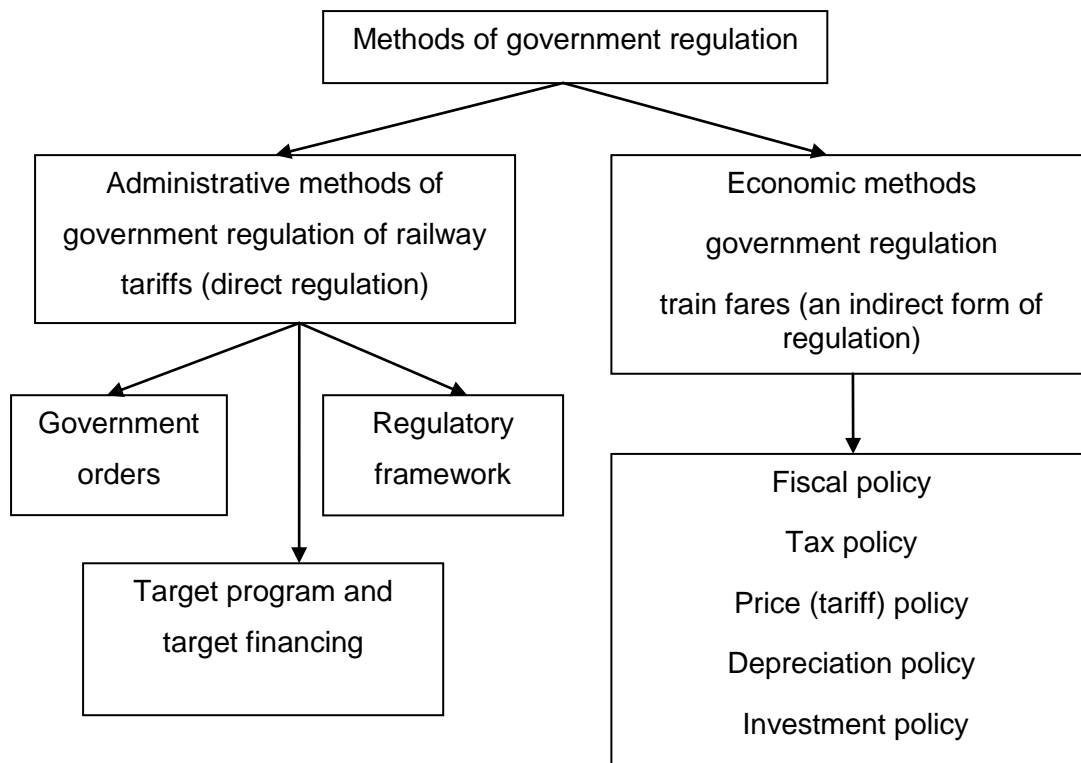 Methods of government regulation
Administrative methods of
government regulation of railway
tariffs (direct regulation)
Economic methods
government regulation
train fares (an indirect form of
regulation)
Government
orders
Regulatory
framework
Target program and
target financing
Fiscal policy
Tax policy
Price (tariff) policy
Depreciation policy
Investment policy